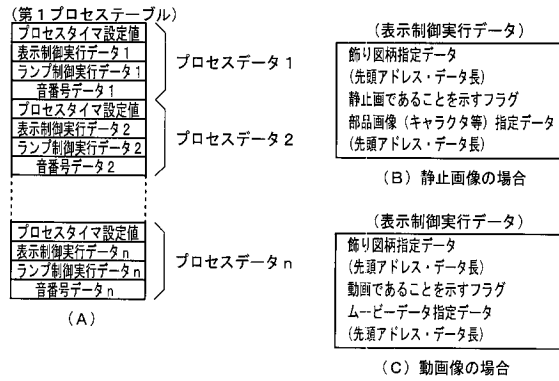 (第1プロセステーブル)
プロセスタイマ設定値
表示制御実行データ1
ランプ制御実行データ1
音番号データ1
プロセスデータ1
プロセスタイマ設定値
表示制御実行データ2
ランプ制御実行データ2
音番号データ2
プロセスデータ2
プロセスタイマ設定値
表示制御実行データn
ランプ制御実行データn
音番号データn
プロセスデータn
(A)
(表示制御実行データ)
飾り図柄指定データ
(先頭アドレス・データ長)
静止画であることを示すフラグ
部品画像(キャラクタ等)指定データ
(先頭アドレス・データ長)
(B) 静止画像の場合
(表示制御実行データ)
飾り図柄指定データ
(先頭アドレス・データ長)
動画であることを示すフラグ
ムービーデータ指定データ
(先頭アドレス・データ長)
(C) 動画像の場合